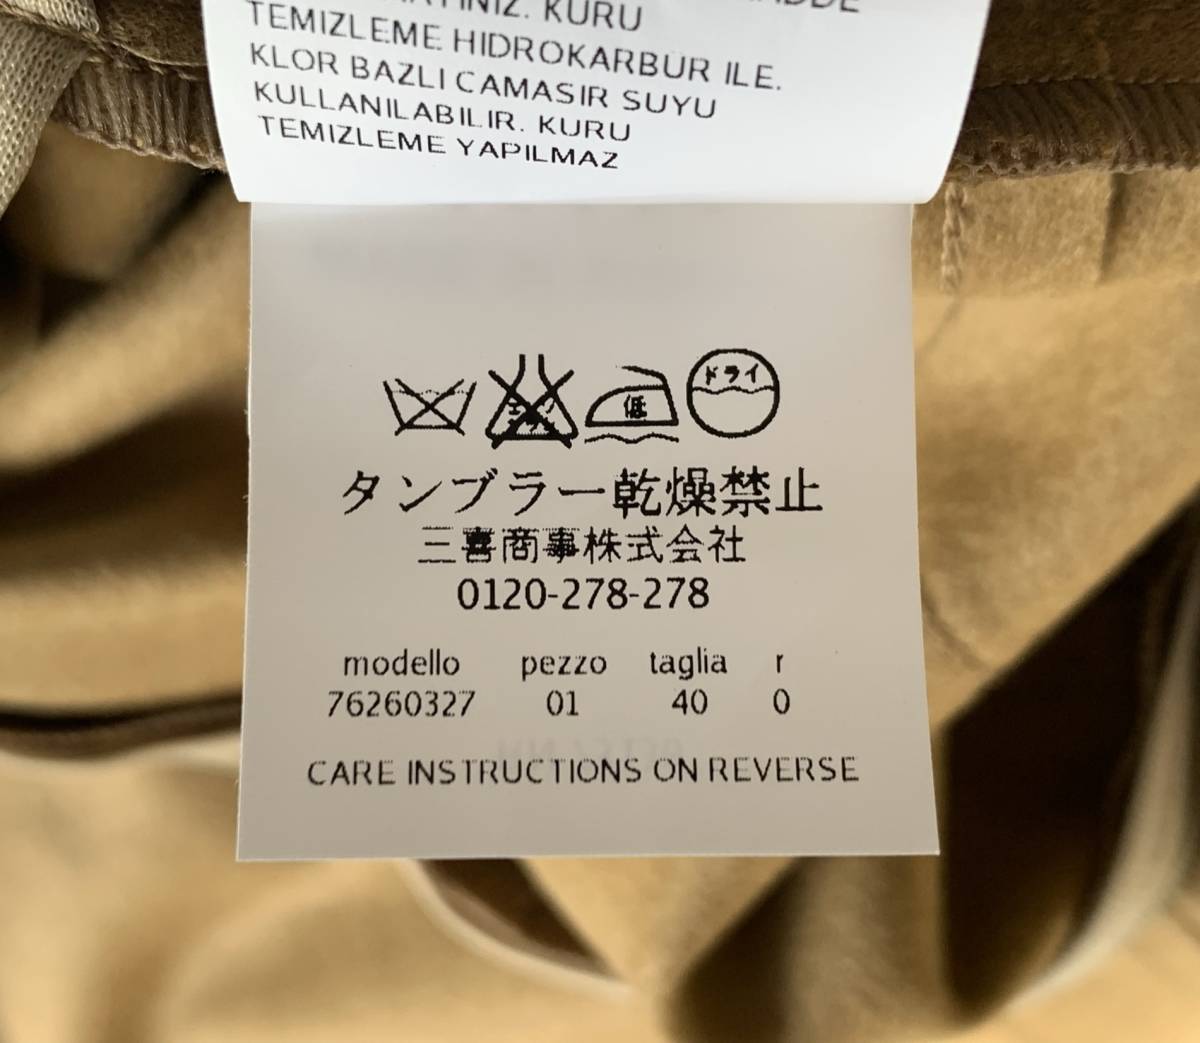 KURU
TEMIZLEME HIDROKARBUR ILE.
KLOR BAZLI CAMASIR SUYU
KULLANILABILIR. KURU
TEMIZLEME YAPILMAZ
低 ドライ
タンブラー乾燥禁止
三喜商事株式会社
0120-278-278
modello pezzo taglia r
76260327 01 40 0
CARE INSTRUCTIONS ON REVERSE